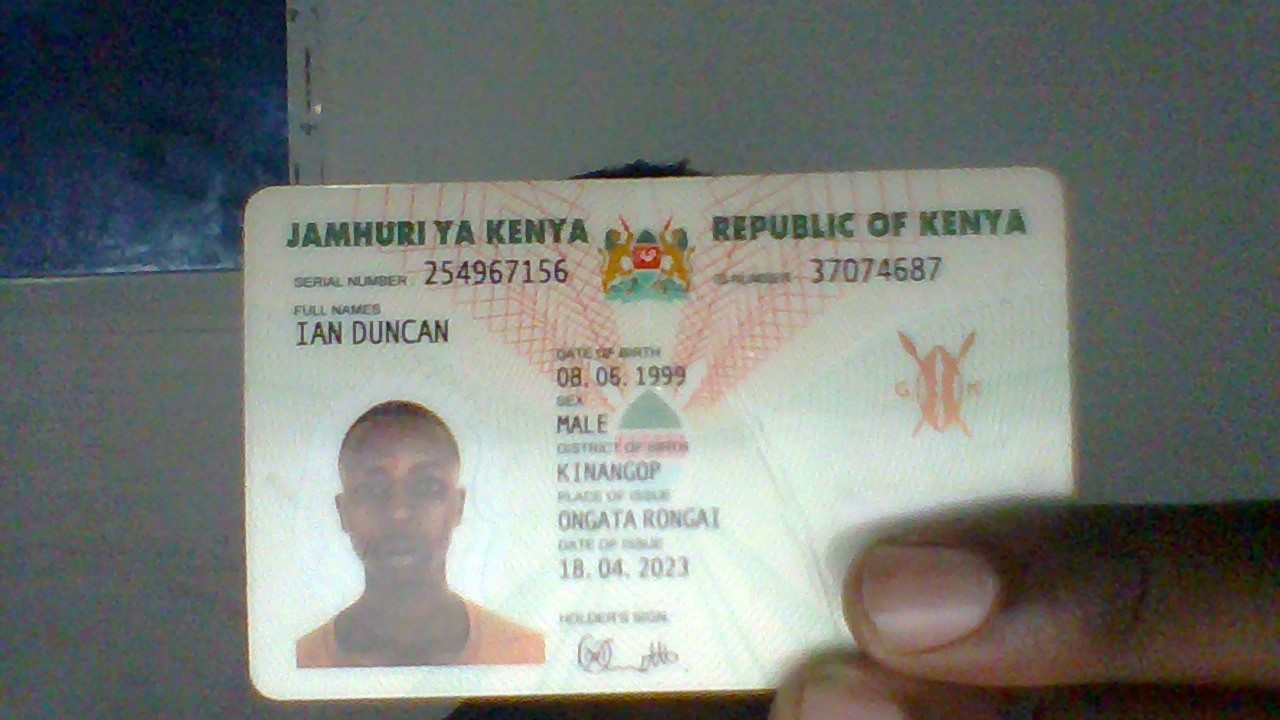 JAMHURI YA KENYA REPUBLIC OF KENYA
SERIAL NUMBER 254967156 ID NUMBER 37074687
FULL NAMES
IAN DUNCAN
DATE OF BIRTH
08. 06. 1999
SEX
MALE
DISTRICT OF BIRTH
KINANGOP
PLACE OF ISSUE
ONGATA RONGAI
DATE OF ISSUE
18. 04. 2023
HOLDER'S SIGN.
G K